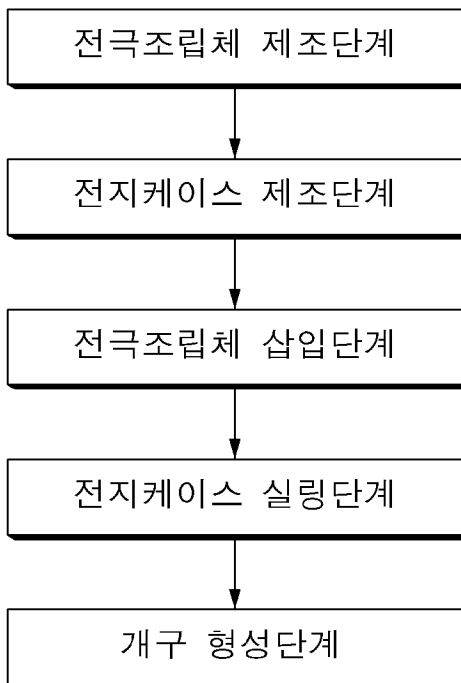 전극조립체 제조단계
전지케이스 제조단계
전극조립체 삽입단계
전지케이스 실링단계
개구 형성단계